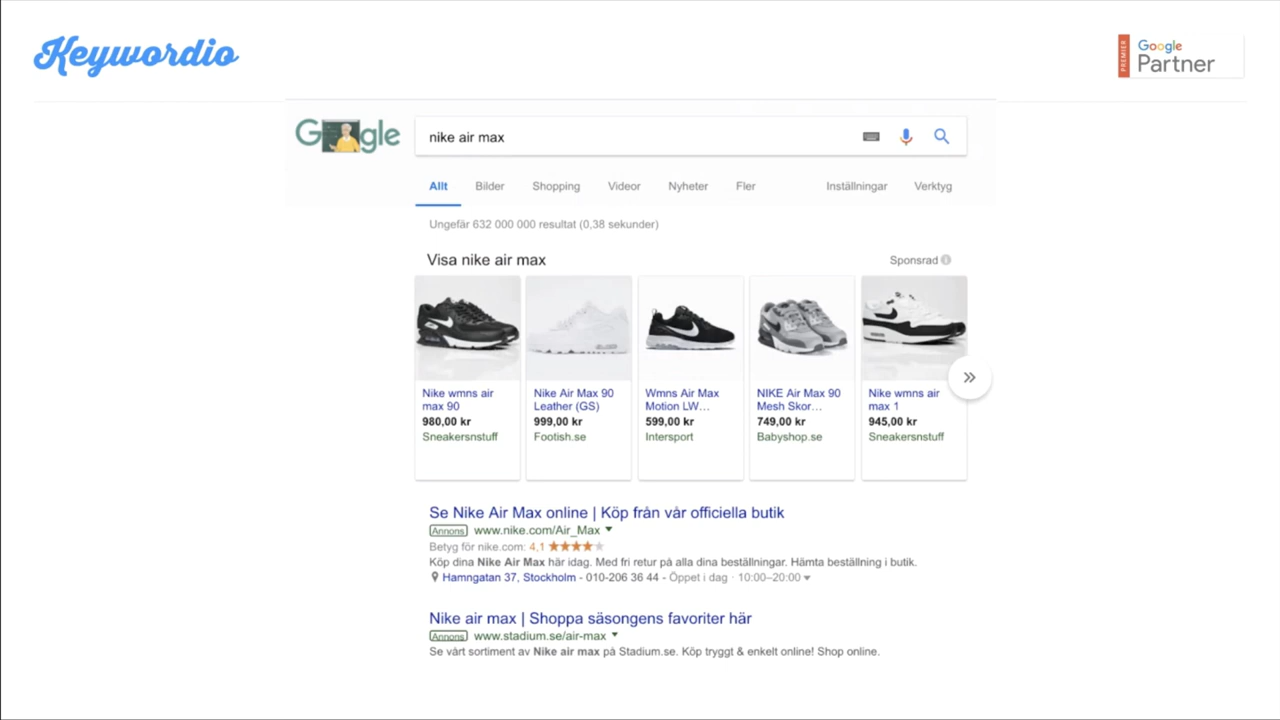 Keywordio
PREMIER
Google
Partner
Google
nike air max
Allt Bilder Shopping Videor Nyheter Fler Inställningar Verktyg
Ungefär 632 000 000 resultat (0,38 sekunder)
Visa nike air max
Sponsrad
Nike wmns air
max 90
980,00 kr
Sneakersnstuff
Nike Air Max 90
Leather (GS)
999,00 kr
Footish.se
Wmns Air Max
Motion LW…
599,00 kr
Intersport
NIKE Air Max 90
Mesh Skor…
749,00 kr
Babyshop.se
Nike wmns air
max 1
945,00 kr
Sneakersnstuff
Se Nike Air Max online | Köp från vår officiella butik
Annons www.nike.com/Air_Max
Betyg för nike.com: 4,1
Köp dina Nike Air Max här idag. Med fri retur på alla dina beställningar. Hämta beställning i butik.
Hamngatan 37, Stockholm - 010-206 36 44 - Öppet i dag · 10:00–20:00
Nike air max | Shoppa säsongens favoriter här
Annons www.stadium.se/air-max
Se vårt sortiment av Nike air max på Stadium.se. Köp tryggt & enkelt online! Shop online.